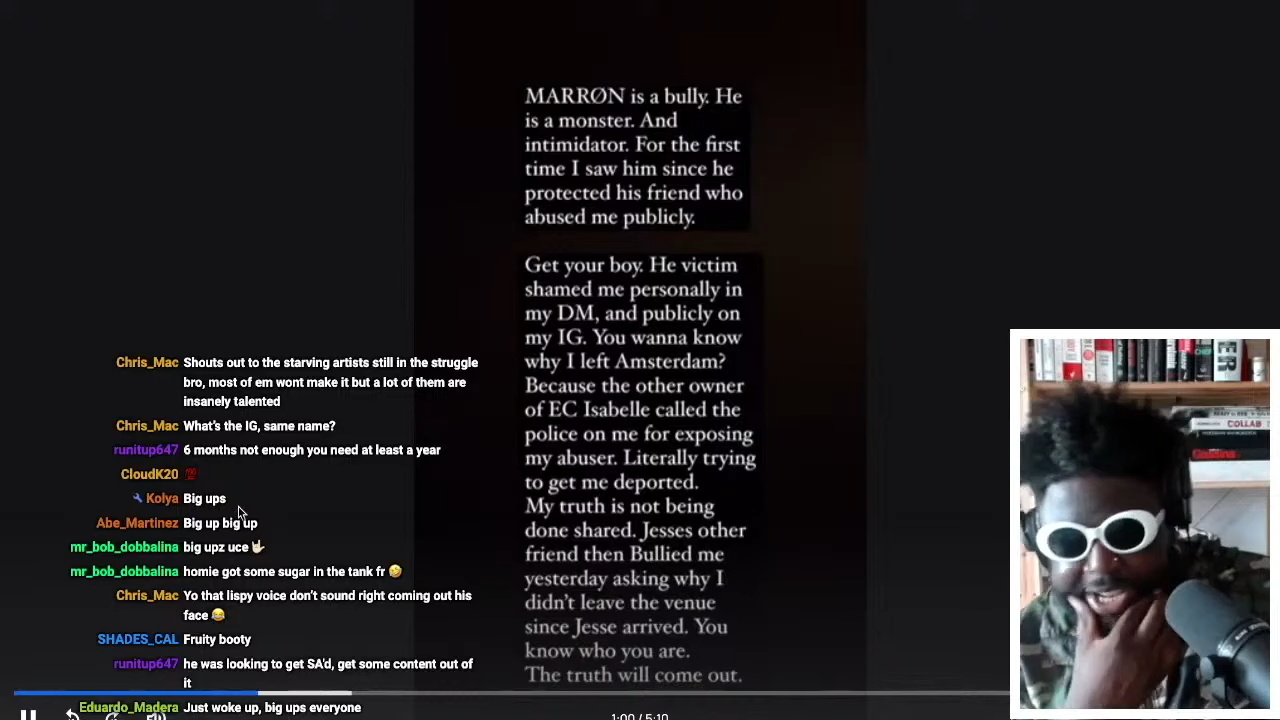 MARRØN is a bully. He
is a monster. And
intimidator. For the first
time I saw him since he
protected his friend who
abused me publicly.
Get your boy. He victim
shamed me personally in
my DM, and publicly on
my IG. You wanna know
why I left Amsterdam?
Because the other owner
of EC Isabelle called the
police on me for exposing
my abuser. Literally trying
to get me deported.
My truth is not being
done shared. Jesses other
friend then Bullied me
yesterday asking why I
didn't leave the venue
since Jesse arrived. You
know who you are.
The truth will come out.
Chris_Mac Shouts out to the starving artists still in the struggle
bro, most of em wont make it but a lot of them are
insanely talented
Chris_Mac What's the IG, same name?
runitup647 6 months not enough you need at least a year
CloudK20 💯
Kolya Big ups
Abe_Martinez Big up big up
mr_bob_dobbalina big upz uce 🤟🏻
mr_bob_dobbalina homie got some sugar in the tank fr 🤣
Chris_Mac Yo that lispy voice don't sound right coming out his
face 😂
SHADES_CAL Fruity booty
runitup647 he was looking to get SA'd, get some content out of
it
Eduardo_Madera Just woke up, big ups everyone
1:00 / 5:10
COLLAB